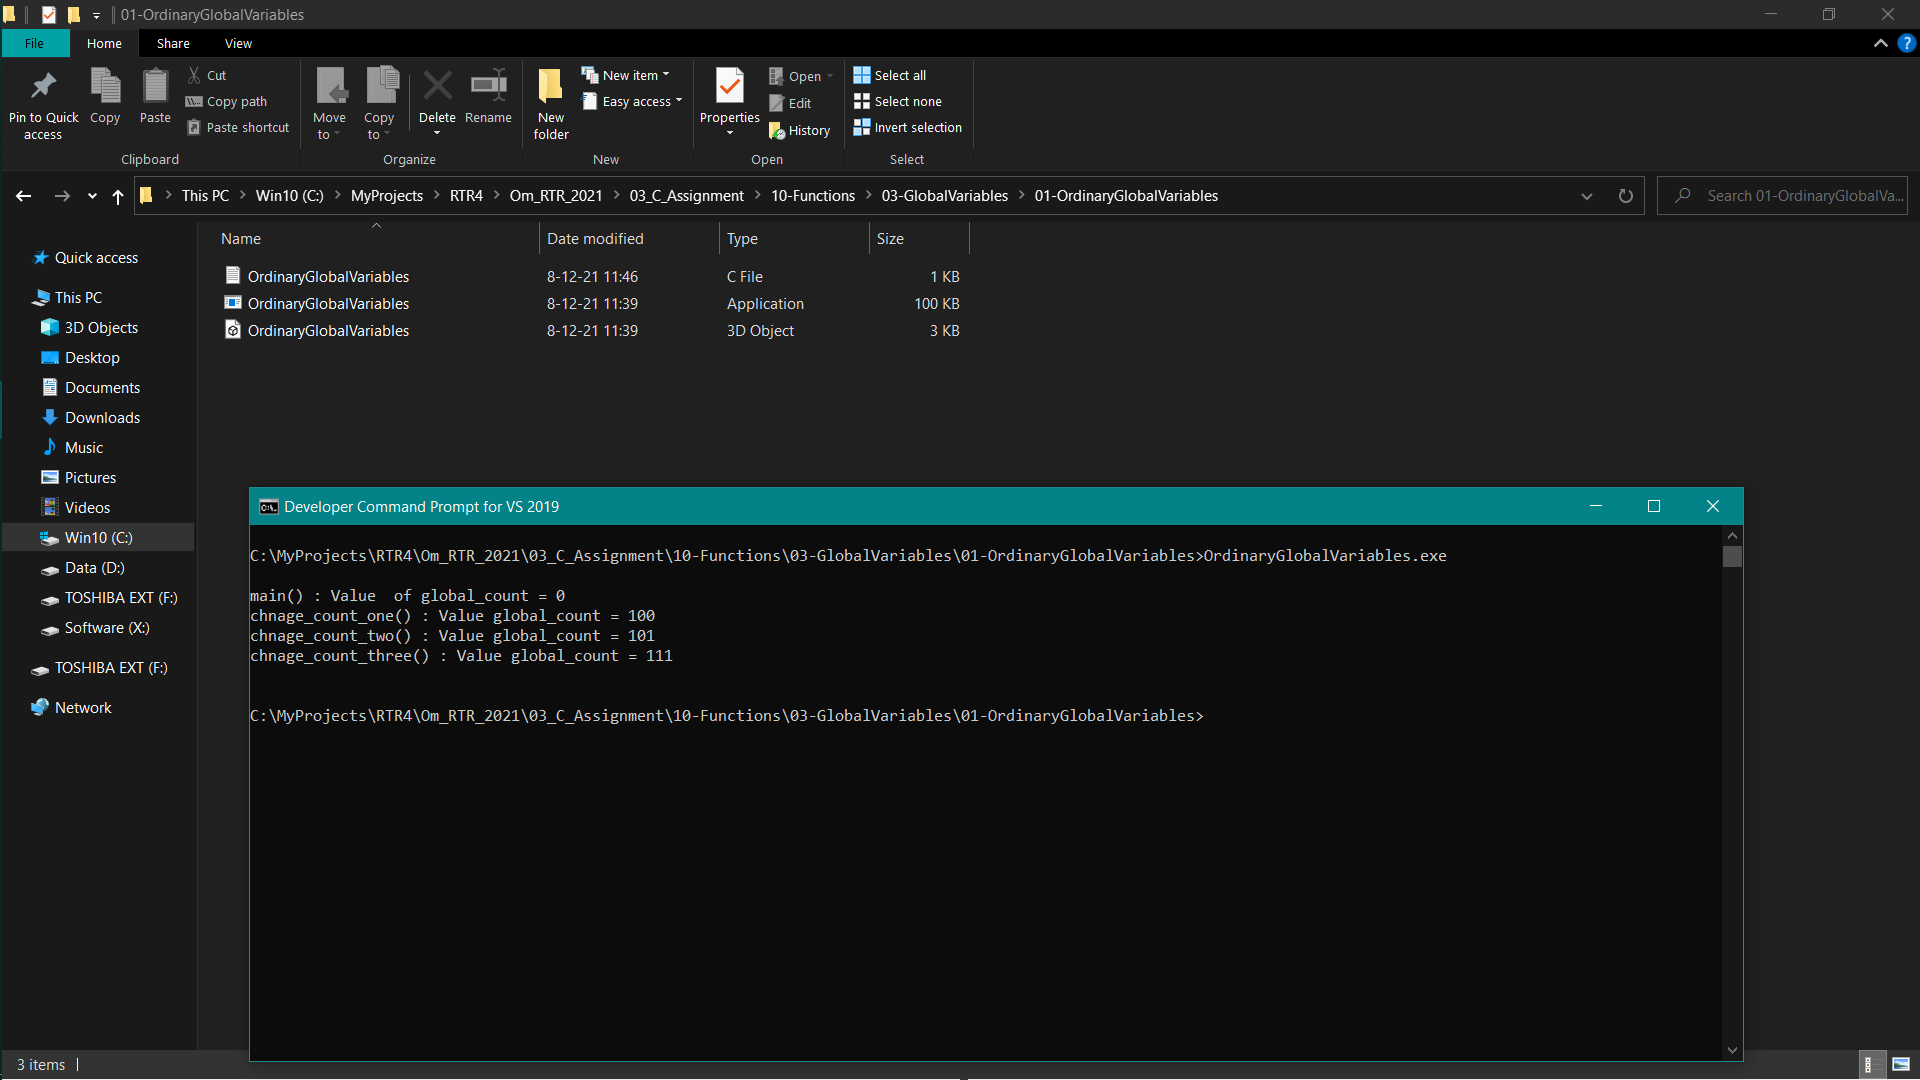 01-OrdinaryGlobalVariables
File Home Share View
Pin to Quick access
Copy
Paste
Cut
Copy path
Paste shortcut
Clipboard
Move to
Copy to
Delete
Rename
Organize
New folder
New item
Easy access
New
Properties
Open
Edit
History
Open
Select all
Select none
Invert selection
Select
This PC > Win10 (C:) > MyProjects > RTR4 > Om_RTR_2021 > 03_C_Assignment > 10-Functions > 03-GlobalVariables > 01-OrdinaryGlobalVariables
Search 01-OrdinaryGlobalVa...
Quick access
This PC
3D Objects
Desktop
Documents
Downloads
Music
Pictures
Videos
Win10 (C:)
Data (D:)
TOSHIBA EXT (F:)
Software (X:)
TOSHIBA EXT (F:)
Network
Name Date modified Type Size
OrdinaryGlobalVariables 8-12-21 11:46 C File 1 KB
OrdinaryGlobalVariables 8-12-21 11:39 Application 100 KB
OrdinaryGlobalVariables 8-12-21 11:39 3D Object 3 KB
C:\. Developer Command Prompt for VS 2019
C:\MyProjects\RTR4\Om_RTR_2021\03_C_Assignment\10-Functions\03-GlobalVariables\01-OrdinaryGlobalVariables>OrdinaryGlobalVariables.exe
main() : Value  of global_count = 0
chnage_count_one() : Value global_count = 100
chnage_count_two() : Value global_count = 101
chnage_count_three() : Value global_count = 111
C:\MyProjects\RTR4\Om_RTR_2021\03_C_Assignment\10-Functions\03-GlobalVariables\01-OrdinaryGlobalVariables>
3 items